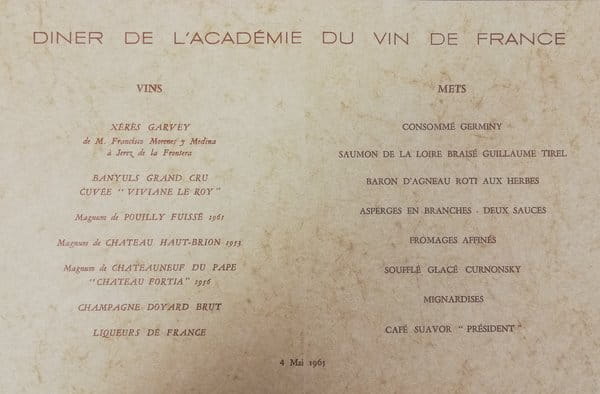 DINER DE L'ACADÉMIE DU VIN DE FRANCE
VINS
XÉRÈS GARVEY
de M. Francisco Morenes y Medina
à Jerez de la Frontera
BANYULS GRAND CRU
CUVÉE "VIVIANE LE ROY"
Magnum de POUILLY FUISSÉ 1961
Magnum de CHATEAU HAUT-BRION 1953
Magnum de CHATEAUNEUF DU PAPE
"CHATEAU FORTIA" 1956
CHAMPAGNE DOYARD BRUT
LIQUEURS DE FRANCE
METS
CONSOMMÉ GERMINY
SAUMON DE LA LOIRE BRAISÉ GUILLAUME TIREL
BARON D'AGNEAU ROTI AUX HERBES
ASPERGES EN BRANCHES - DEUX SAUCES
FROMAGES AFFINÉS
SOUFFLÉ GLACÉ CURNONSKY
MIGNARDISES
CAFÉ SUAVOR "PRÉSIDENT"
4 Mai 1965